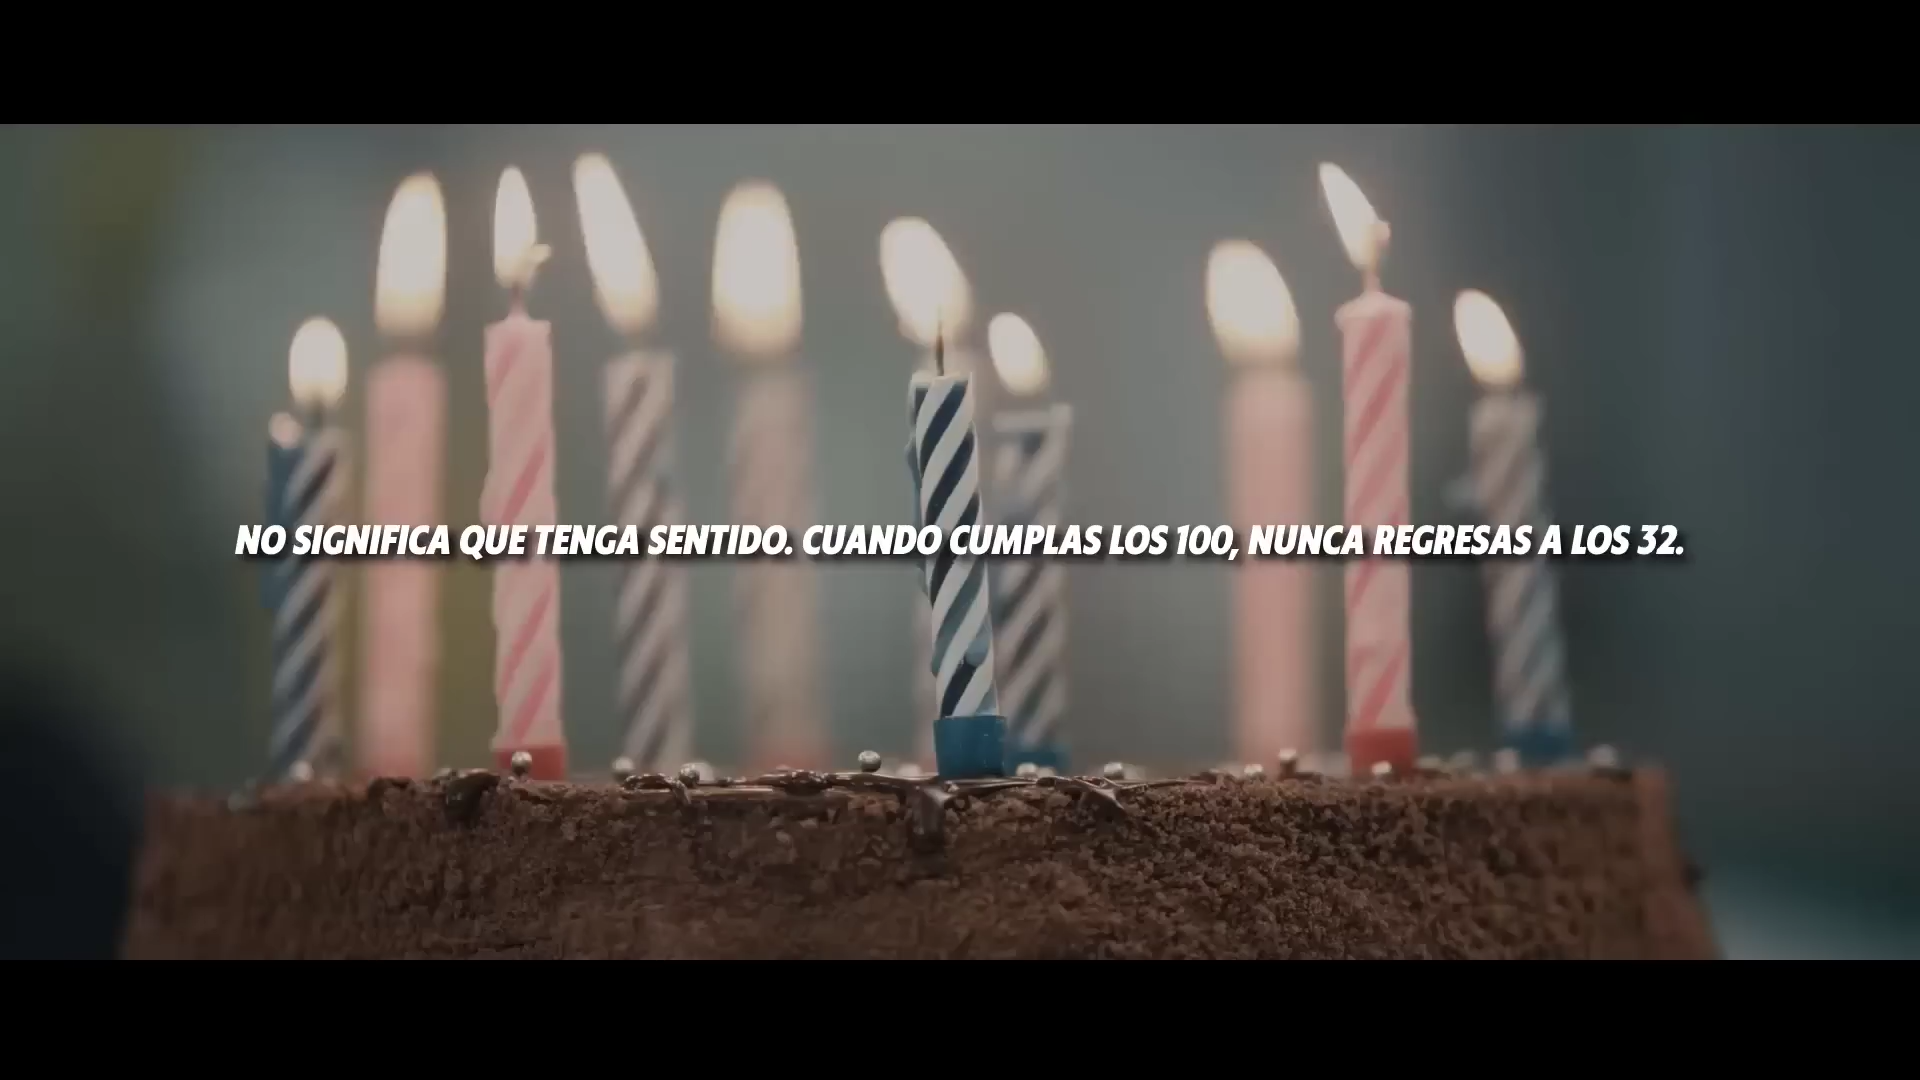 NO SIGNIFICA QUE TENGA SENTIDO. CUANDO CUMPLAS LOS 100, NUNCA REGRESAS A LOS 32.